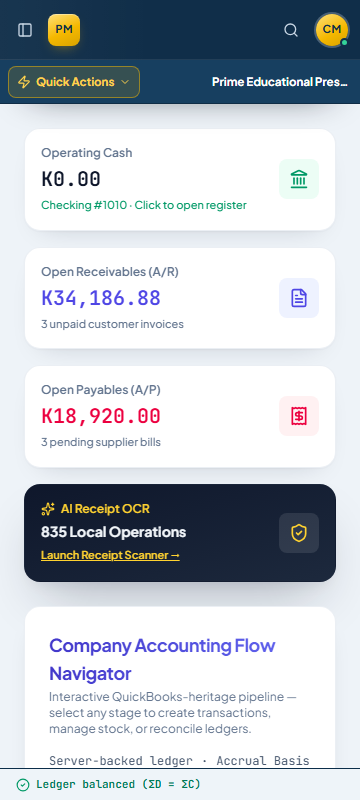 PM
CM
Quick Actions
Prime Educational Pres...
Operating Cash
K0.00
Checking #1010 · Click to open register
Open Receivables (A/R)
K34,186.88
3 unpaid customer invoices
Open Payables (A/P)
K18,920.00
3 pending supplier bills
AI Receipt OCR
835 Local Operations
Launch Receipt Scanner →
Company Accounting Flow
Navigator
Interactive QuickBooks-heritage pipeline —
select any stage to create transactions,
manage stock, or reconcile ledgers.
Server-backed ledger · Accrual Basis
Ledger balanced (ΣD = ΣC)